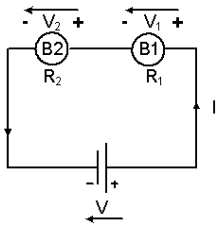 - V₂ + - V₁ +
B2 B1
R₂ R₁
I
- +
V